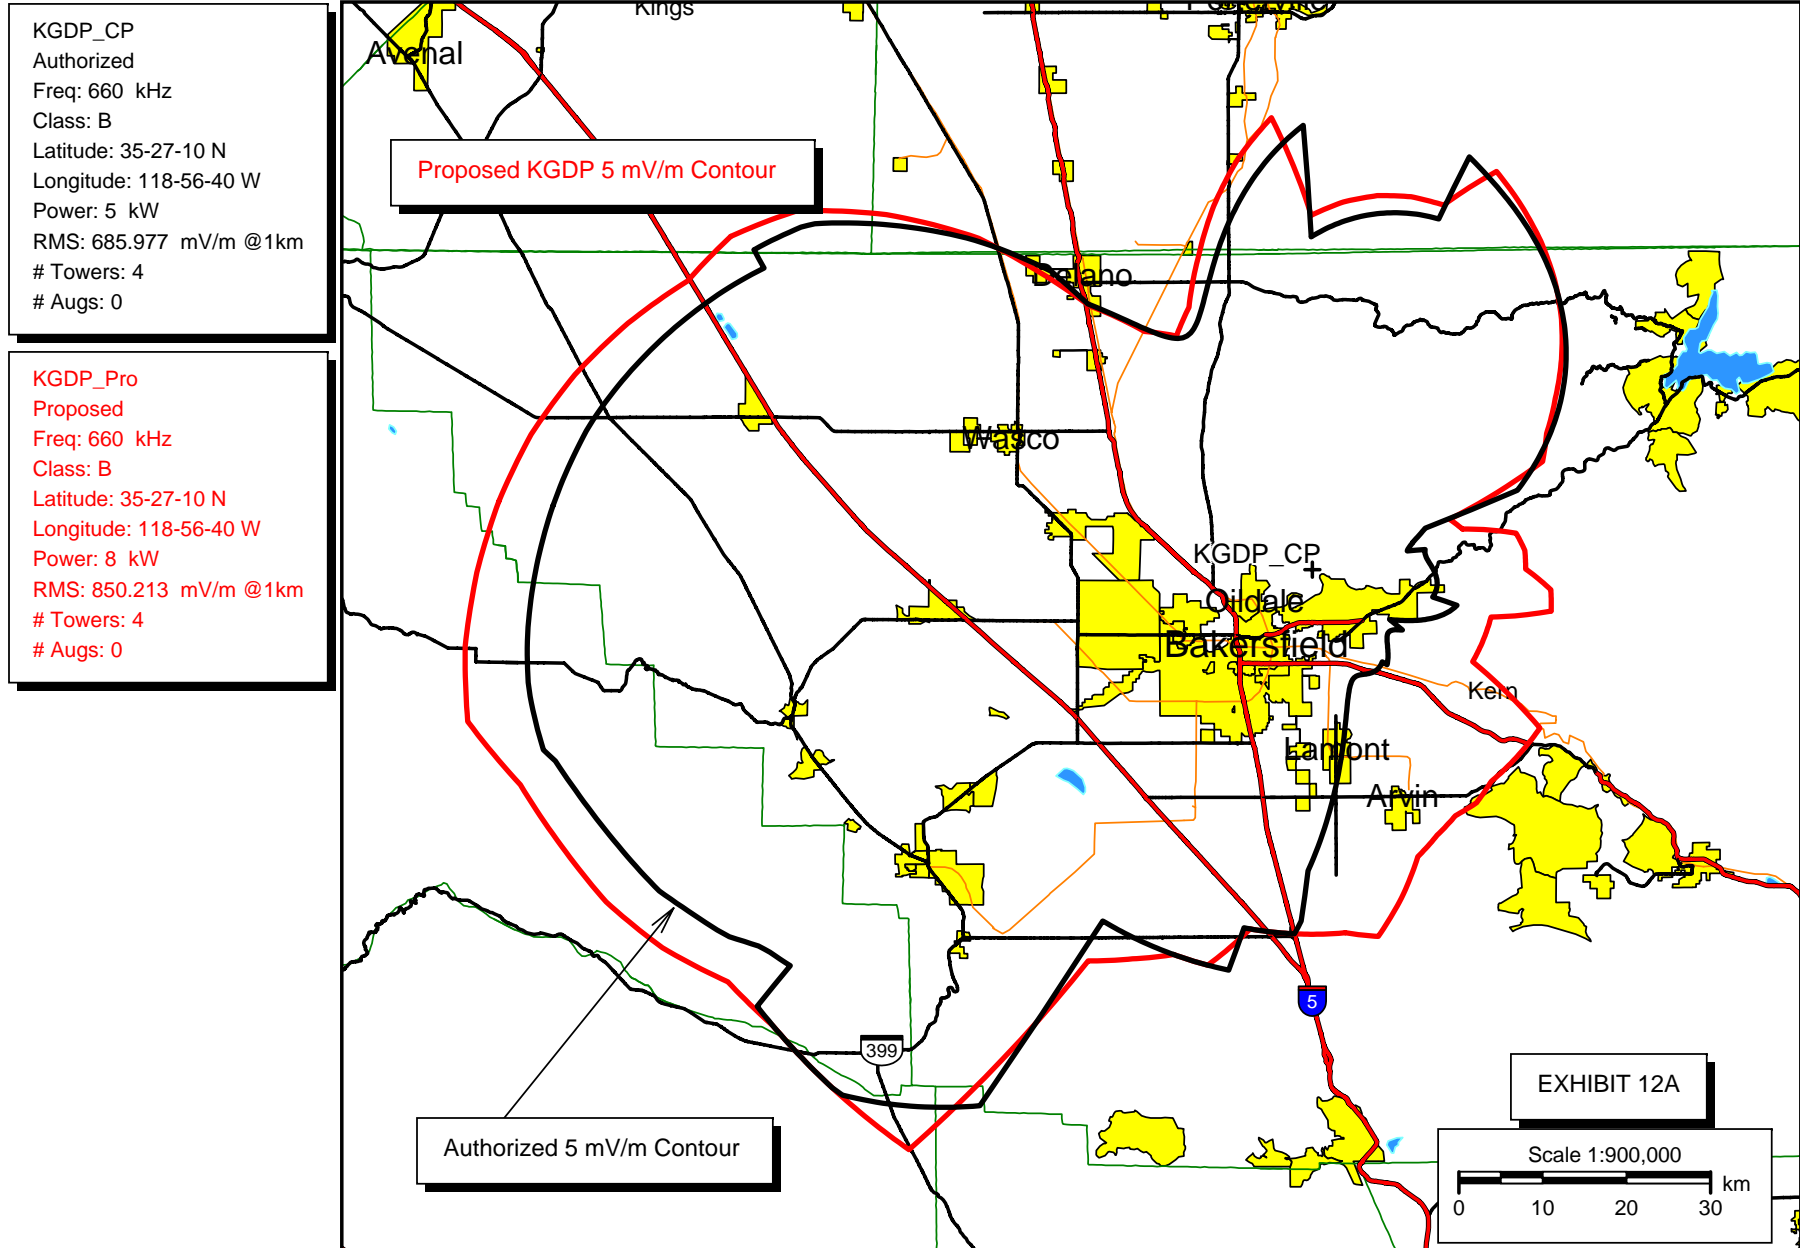 KGDP_CP
Authorized
Freq: 660 kHz
Class: B
Latitude: 35-27-10 N
Longitude: 118-56-40 W
Power: 5 kW
RMS: 685.977 mV/m @1km
# Towers: 4
# Augs: 0
KGDP_Pro
Proposed
Freq: 660 kHz
Class: B
Latitude: 35-27-10 N
Longitude: 118-56-40 W
Power: 8 kW
RMS: 850.213 mV/m @1km
# Towers: 4
# Augs: 0
Kings
Avenal
Proposed KGDP 5 mV/m Contour
Delano
Wasco
KGDP_CP
Oildale
Bakersfield
Kern
Lamont
Arvin
5
399
Authorized 5 mV/m Contour
EXHIBIT 12A
Scale 1:900,000
km
0 10 20 30